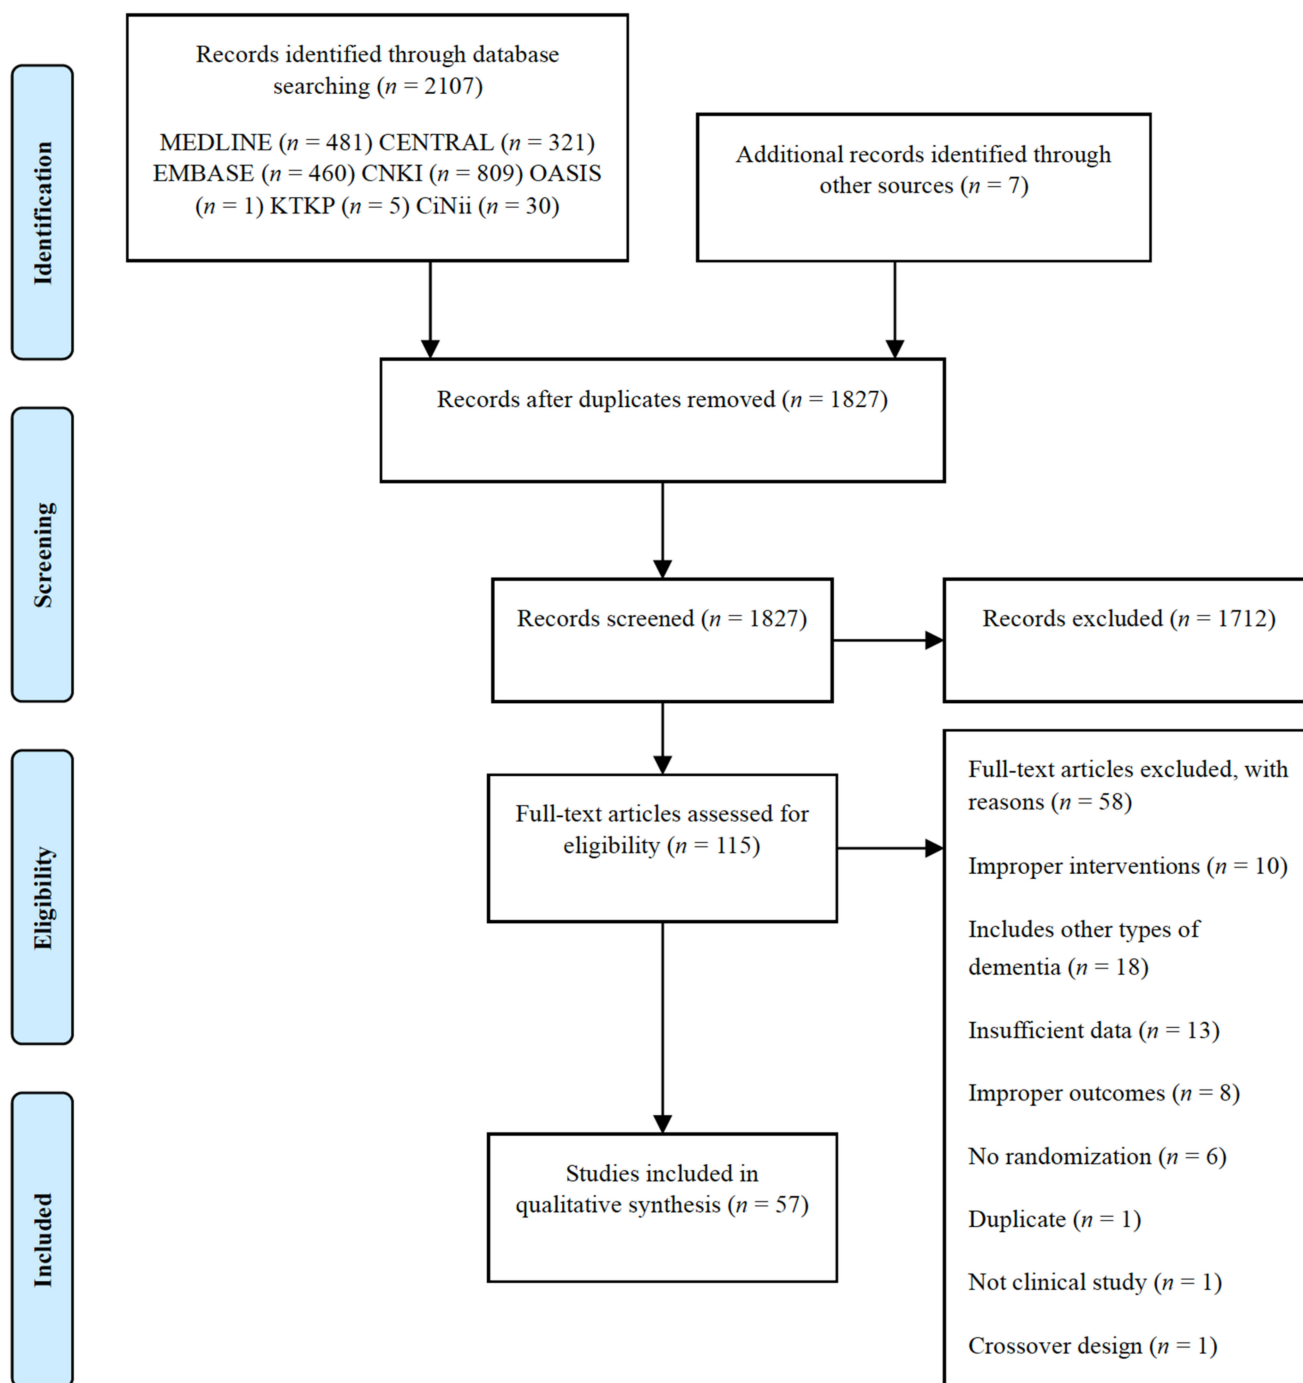 Identification
Records identified through database
searching (n = 2107)
MEDLINE (n = 481) CENTRAL (n = 321)
EMBASE (n = 460) CNKI (n = 809) OASIS
(n = 1) KTKP (n = 5) CiNii (n = 30)
Additional records identified through
other sources (n = 7)
Records after duplicates removed (n = 1827)
Screening
Records screened (n = 1827)
Records excluded (n = 1712)
Eligibility
Full-text articles assessed for
eligibility (n = 115)
Full-text articles excluded, with
reasons (n = 58)
Improper interventions (n = 10)
Includes other types of
dementia (n = 18)
Insufficient data (n = 13)
Improper outcomes (n = 8)
No randomization (n = 6)
Duplicate (n = 1)
Not clinical study (n = 1)
Crossover design (n = 1)
Included
Studies included in
qualitative synthesis (n = 57)